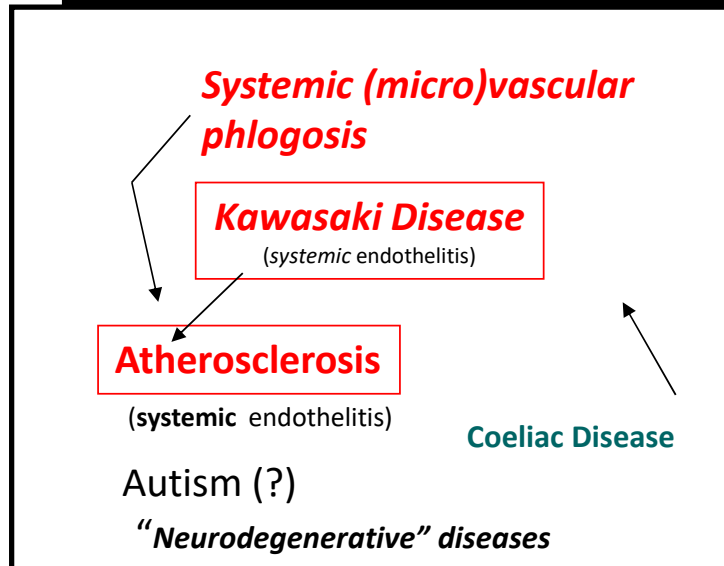 Systemic (micro)vascular
phlogosis
Kawasaki Disease
(systemic endothelitis)
Atherosclerosis
(systemic endothelitis)
Coeliac Disease
Autism (?)
“Neurodegenerative” diseases